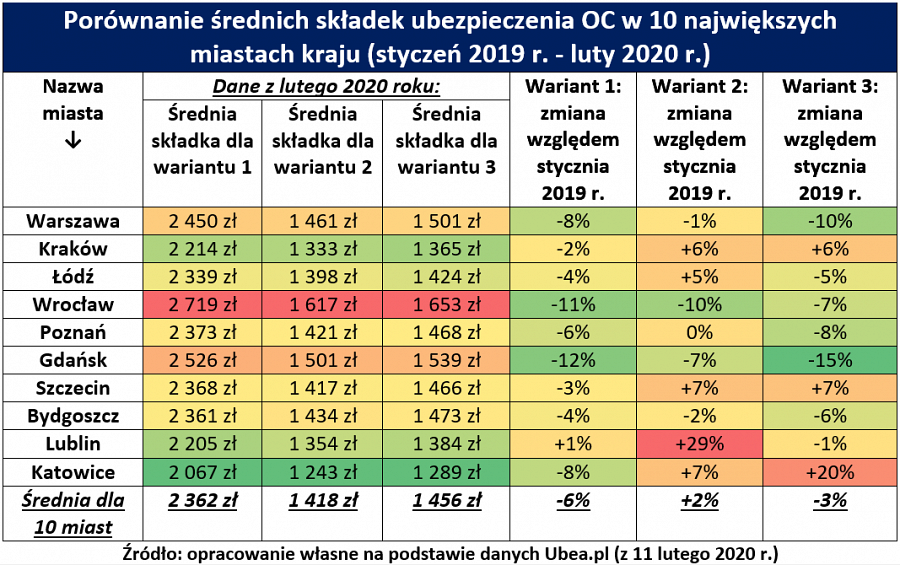 Porównanie średnich składek ubezpieczenia OC w 10 największych
miastach kraju (styczeń 2019 r. - luty 2020 r.)
Nazwa
miasta
↓
Dane z lutego 2020 roku:
Średnia
składka dla
wariantu 1
Średnia
składka dla
wariantu 2
Średnia
składka dla
wariantu 3
Wariant 1:
zmiana
względem
stycznia
2019 r.
Wariant 2:
zmiana
względem
stycznia
2019 r.
Wariant 3:
zmiana
względem
stycznia
2019 r.
Warszawa 2 450 zł 1 461 zł 1 501 zł -8% -1% -10%
Kraków 2 214 zł 1 333 zł 1 365 zł -2% +6% +6%
Łódź 2 339 zł 1 398 zł 1 424 zł -4% +5% -5%
Wrocław 2 719 zł 1 617 zł 1 653 zł -11% -10% -7%
Poznań 2 373 zł 1 421 zł 1 468 zł -6% 0% -8%
Gdańsk 2 526 zł 1 501 zł 1 539 zł -12% -7% -15%
Szczecin 2 368 zł 1 417 zł 1 466 zł -3% +7% +7%
Bydgoszcz 2 361 zł 1 434 zł 1 473 zł -4% -2% -6%
Lublin 2 205 zł 1 354 zł 1 384 zł +1% +29% -1%
Katowice 2 067 zł 1 243 zł 1 289 zł -8% +7% +20%
Średnia dla
10 miast
2 362 zł 1 418 zł 1 456 zł -6% +2% -3%
Źródło: opracowanie własne na podstawie danych Ubea.pl (z 11 lutego 2020 r.)